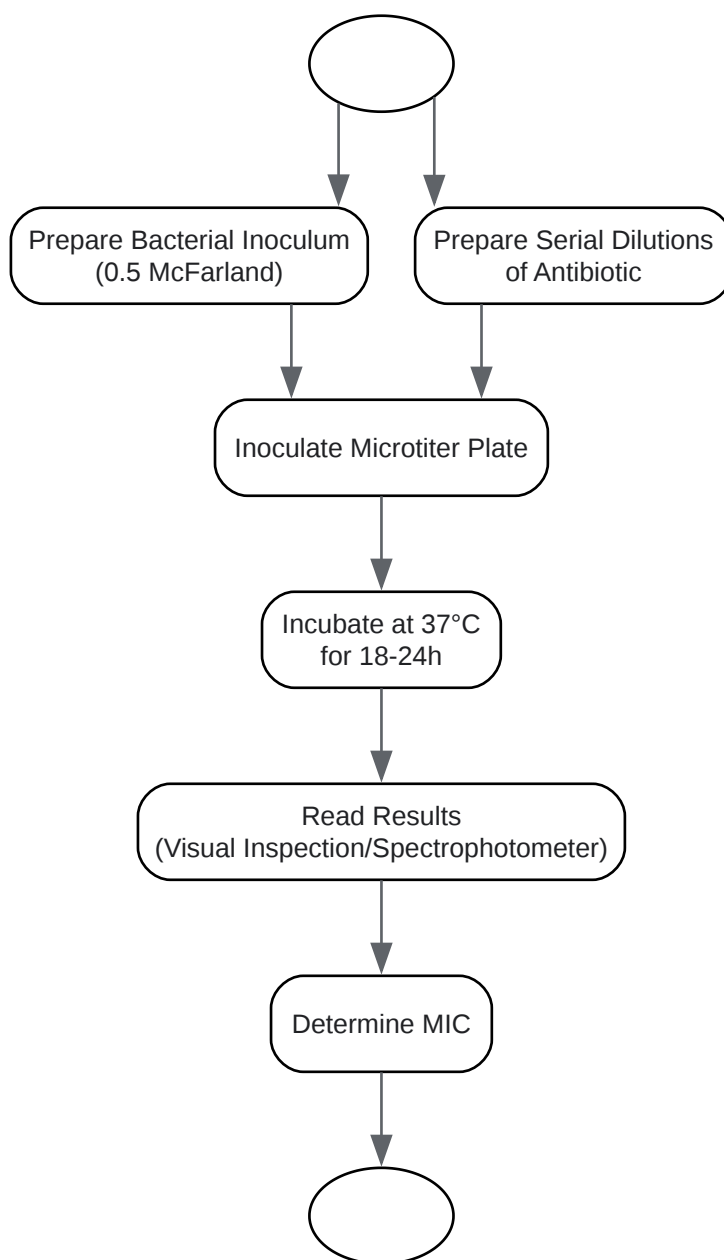 Prepare Bacterial Inoculum
(0.5 McFarland)
Prepare Serial Dilutions
of Antibiotic
Inoculate Microtiter Plate
Incubate at 37°C
for 18-24h
Read Results
(Visual Inspection/Spectrophotometer)
Determine MIC